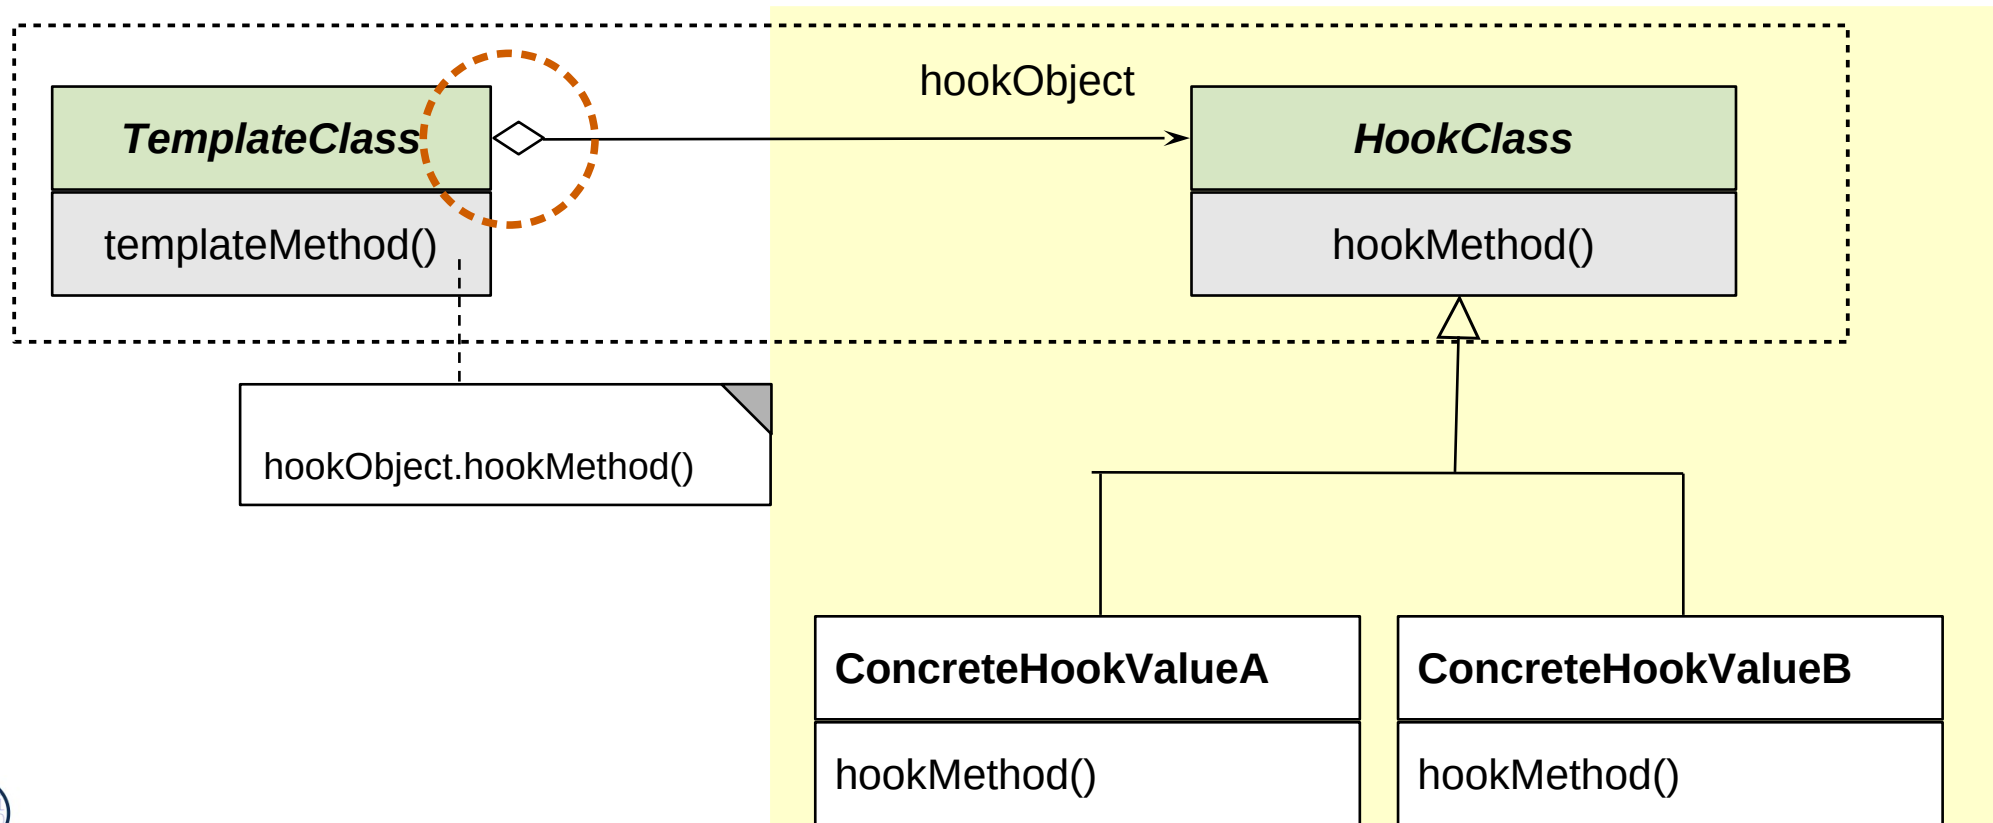 hookObject
TemplateClass
HookClass
templateMethod()
hookMethod()
hookObject.hookMethod()
ConcreteHookValueA
ConcreteHookValueB
hookMethod()
hookMethod()